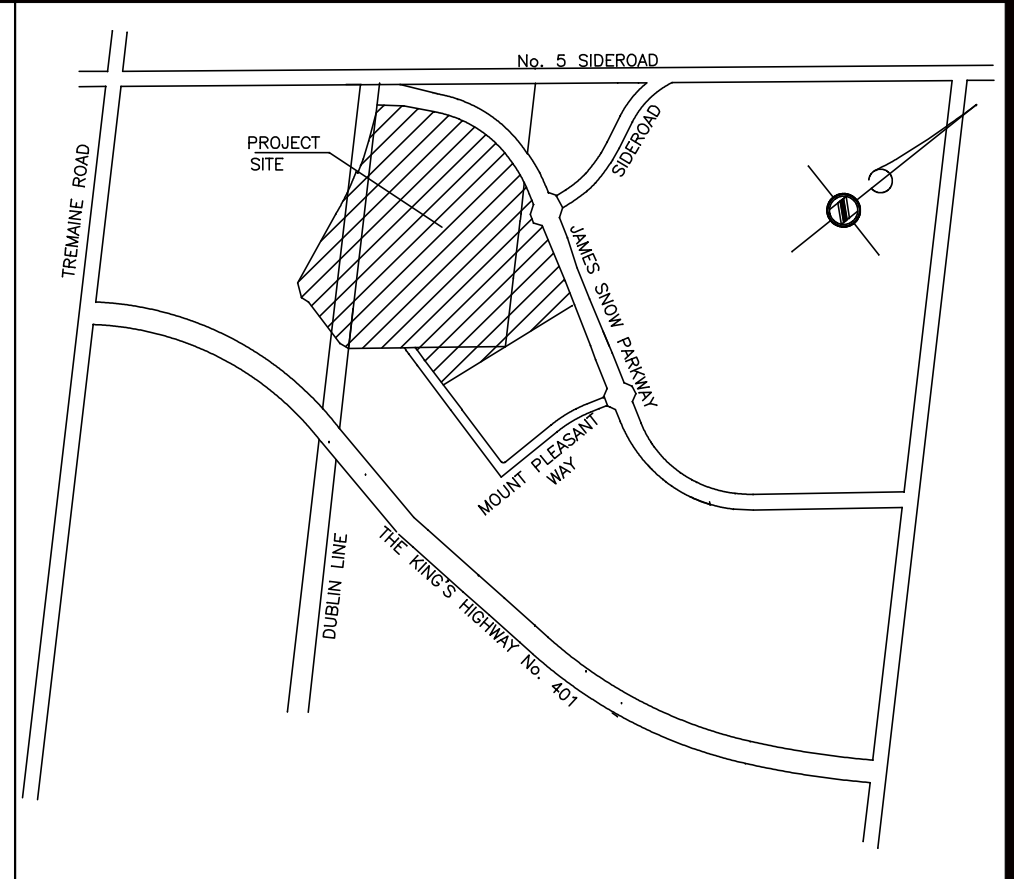 No. 5 SIDEROAD
PROJECT
SITE
SIDEROAD
TREMAINE ROAD
JAMES SNOW PARKWAY
MOUNT PLEASANT
WAY
DUBLIN LINE
THE KING'S HIGHWAY No. 401